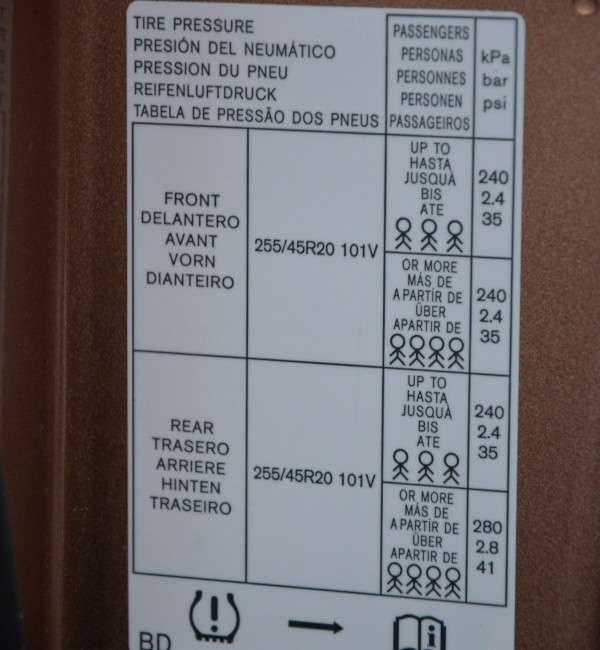 TIRE PRESSURE
PRESIÓN DEL NEUMÁTICO
PRESSION DU PNEU
REIFENLUFTDRUCK
TABELA DE PRESSÃO DOS PNEUS
PASSENGERS
PERSONAS
PERSONNES
PERSONEN
PASSAGEIROS
kPa
bar
psi
FRONT
DELANTERO
AVANT
VORN
DIANTEIRO
255/45R20 101V
UP TO
HASTA
JUSQUÀ
BIS
ATE
240
2.4
35
OR MORE
MÁS DE
A PARTÍR DE
ÛBER
APARTIR DE
240
2.4
35
REAR
TRASERO
ARRIERE
HINTEN
TRASEIRO
255/45R20 101V
UP TO
HASTA
JUSQUÀ
BIS
ATE
240
2.4
35
OR MORE
MÁS DE
A PARTÍR DE
ÛBER
APARTIR DE
280
2.8
41
BD